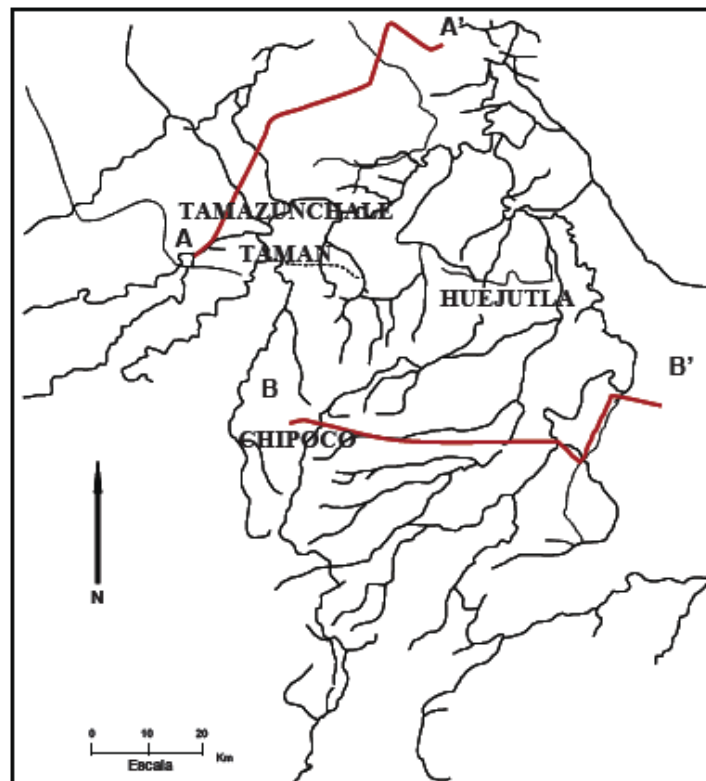 A'
TAMAZUNCHALE
A
TAMAN
HUEJUTLA
B'
B
CHIPOCO
N
0 10 20
Km
Escala